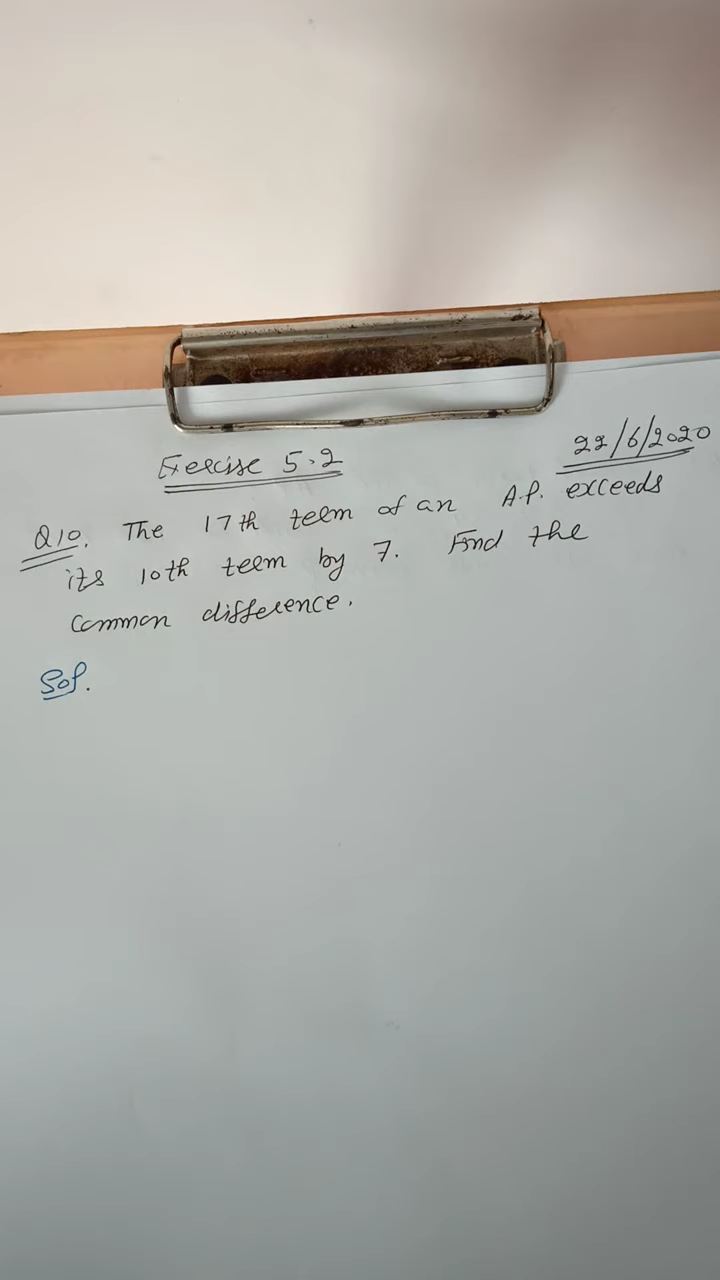 Exercise 5.2
22/6/2020
Q10. The 17th term of an A.P. exceeds
its 10th term by 7. Find the
common difference.
Sol.